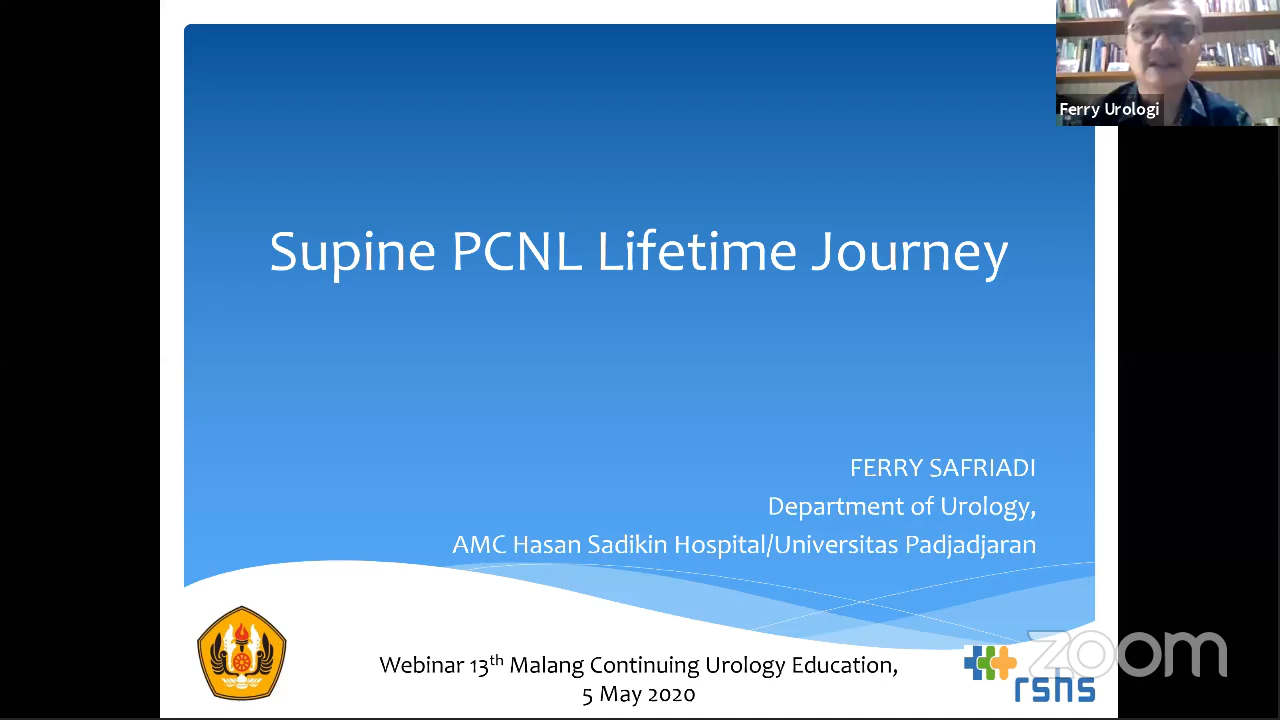 Ferry Urologi
Supine PCNL Lifetime Journey
FERRY SAFRIADI
Department of Urology,
AMC Hasan Sadikin Hospital/Universitas Padjadjaran
Webinar 13th Malang Continuing Urology Education,
5 May 2020
rshs
zoom